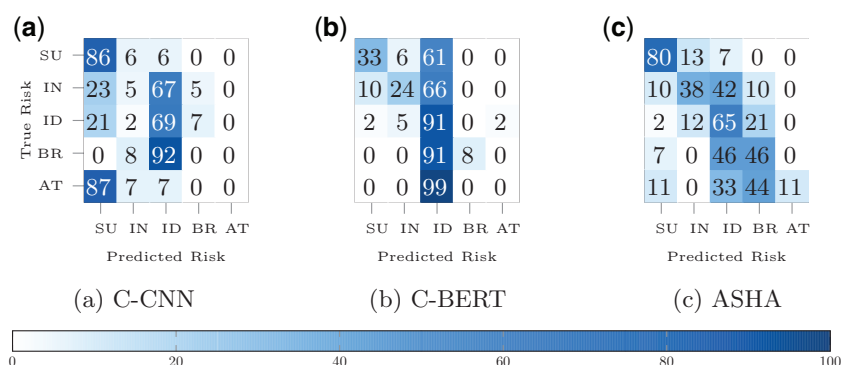 (a)
(b)
(c)
True Risk
SU 86 6 6 0 0
IN 23 5 67 5 0
ID 21 2 69 7 0
BR 0 8 92 0 0
AT 87 7 7 0 0
SU IN ID BR AT
Predicted Risk
(a) C-CNN
33 6 61 0 0
10 24 66 0 0
2 5 91 0 2
0 0 91 8 0
0 0 99 0 0
SU IN ID BR AT
Predicted Risk
(b) C-BERT
80 13 7 0 0
10 38 42 10 0
2 12 65 21 0
7 0 46 46 0
11 0 33 44 11
SU IN ID BR AT
Predicted Risk
(c) ASHA
0 20 40 60 80 100